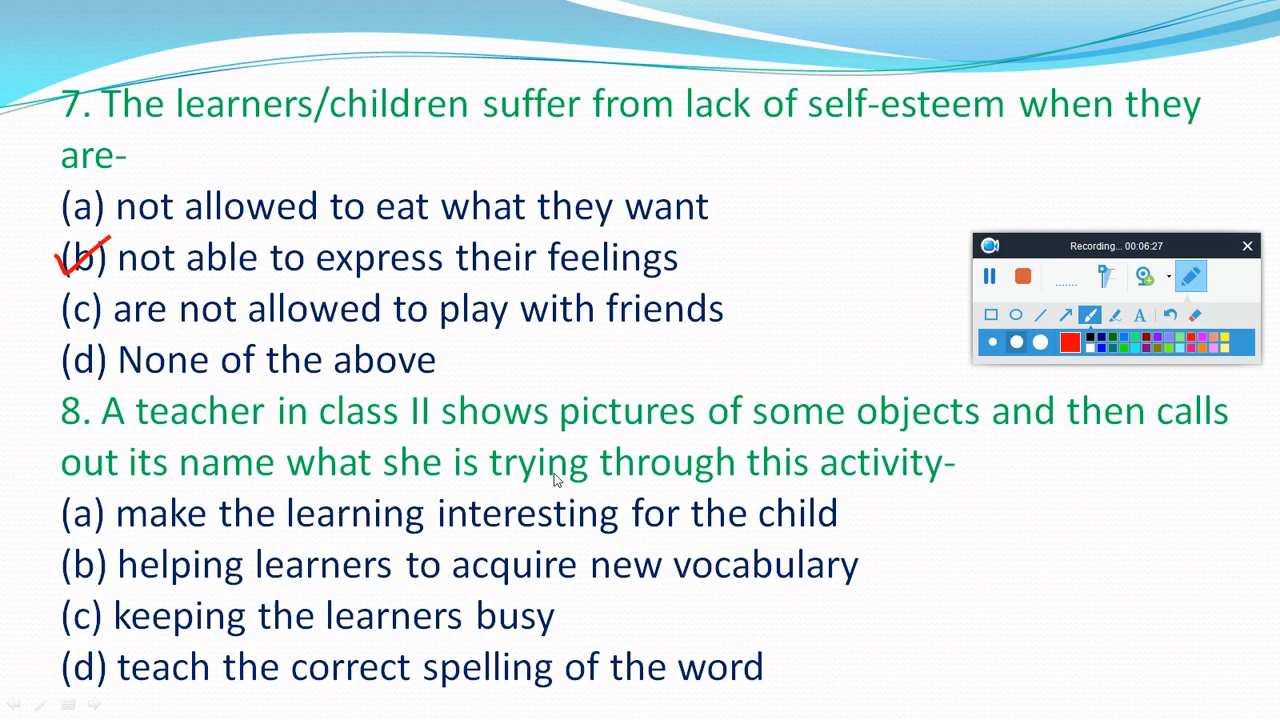 7. The learners/children suffer from lack of self-esteem when they
are-
(a) not allowed to eat what they want
(b) not able to express their feelings
Recording... 00:06:27
(c) are not allowed to play with friends
(d) None of the above
8. A teacher in class II shows pictures of some objects and then calls
out its name what she is trying through this activity-
(a) make the learning interesting for the child
(b) helping learners to acquire new vocabulary
(c) keeping the learners busy
(d) teach the correct spelling of the word